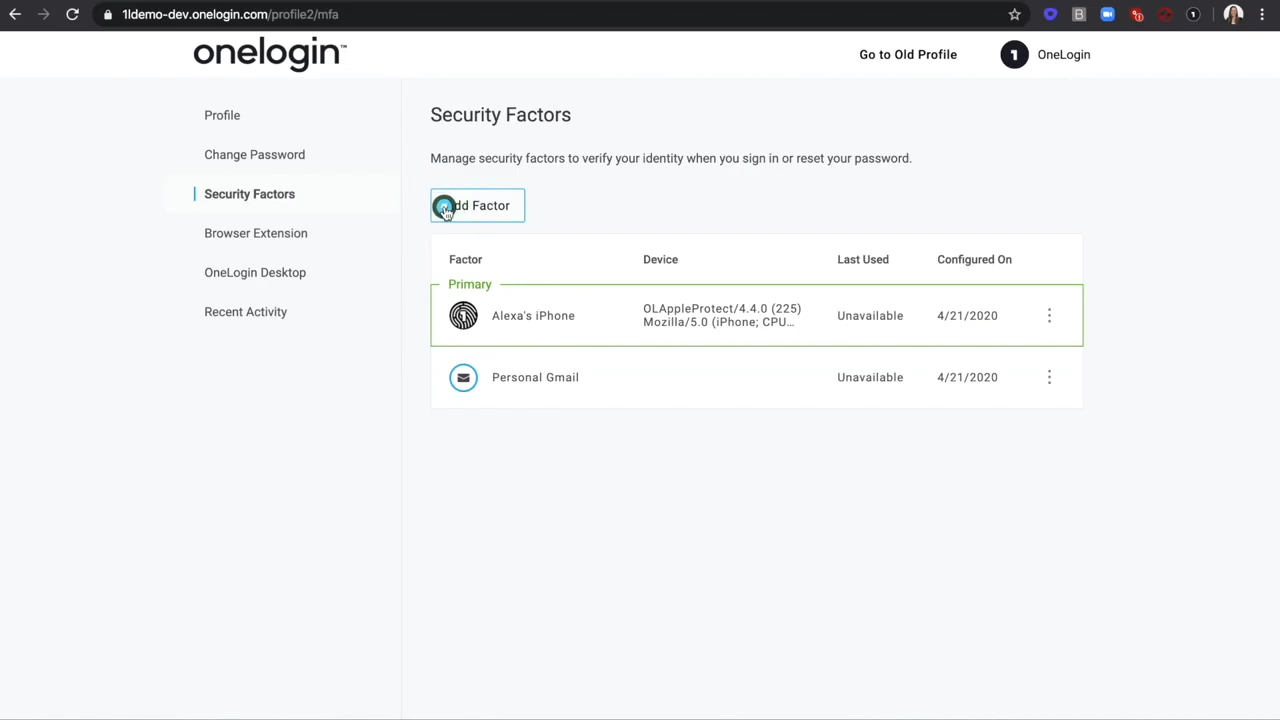 1ldemo-dev.onelogin.com/profile2/mfa
onelogin™
Go to Old Profile
1
OneLogin
Profile
Change Password
Security Factors
Browser Extension
OneLogin Desktop
Recent Activity
Security Factors
Manage security factors to verify your identity when you sign in or reset your password.
Factor
Factor Device Last Used Configured On
Primary
Alexa's iPhone
OLAppleProtect/4.4.0 (225)
Mozilla/5.0 (iPhone; CPU...
Unavailable 4/21/2020
Personal Gmail Unavailable 4/21/2020